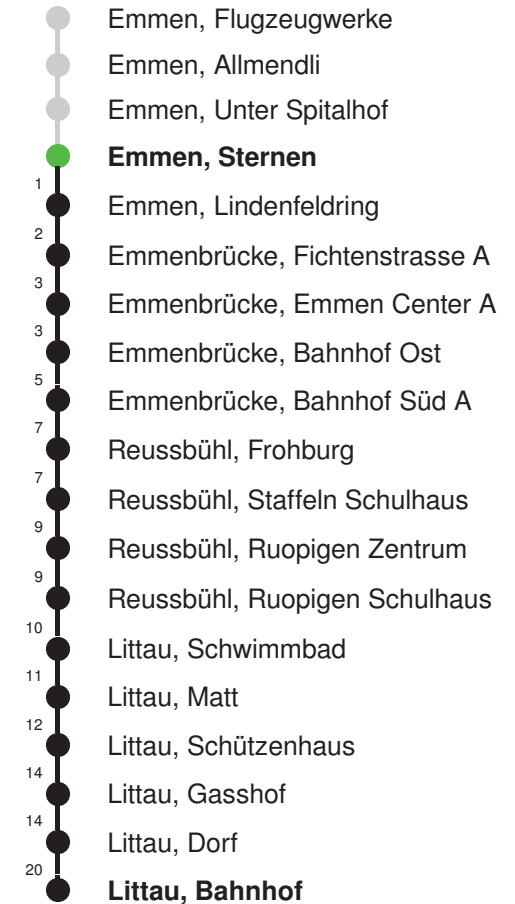 Emmen, Flugzeugwerke
Emmen, Allmendli
Emmen, Unter Spitalhof
Emmen, Sternen
1
Emmen, Lindenfeldring
2
Emmenbrücke, Fichtenstrasse A
3
Emmenbrücke, Emmen Center A
3
Emmenbrücke, Bahnhof Ost
5
Emmenbrücke, Bahnhof Süd A
7
Reussbühl, Frohburg
7
Reussbühl, Staffeln Schulhaus
9
Reussbühl, Ruopigen Zentrum
9
Reussbühl, Ruopigen Schulhaus
10
Littau, Schwimmbad
11
Littau, Matt
12
Littau, Schützenhaus
14
Littau, Gasshof
14
Littau, Dorf
20
Littau, Bahnhof